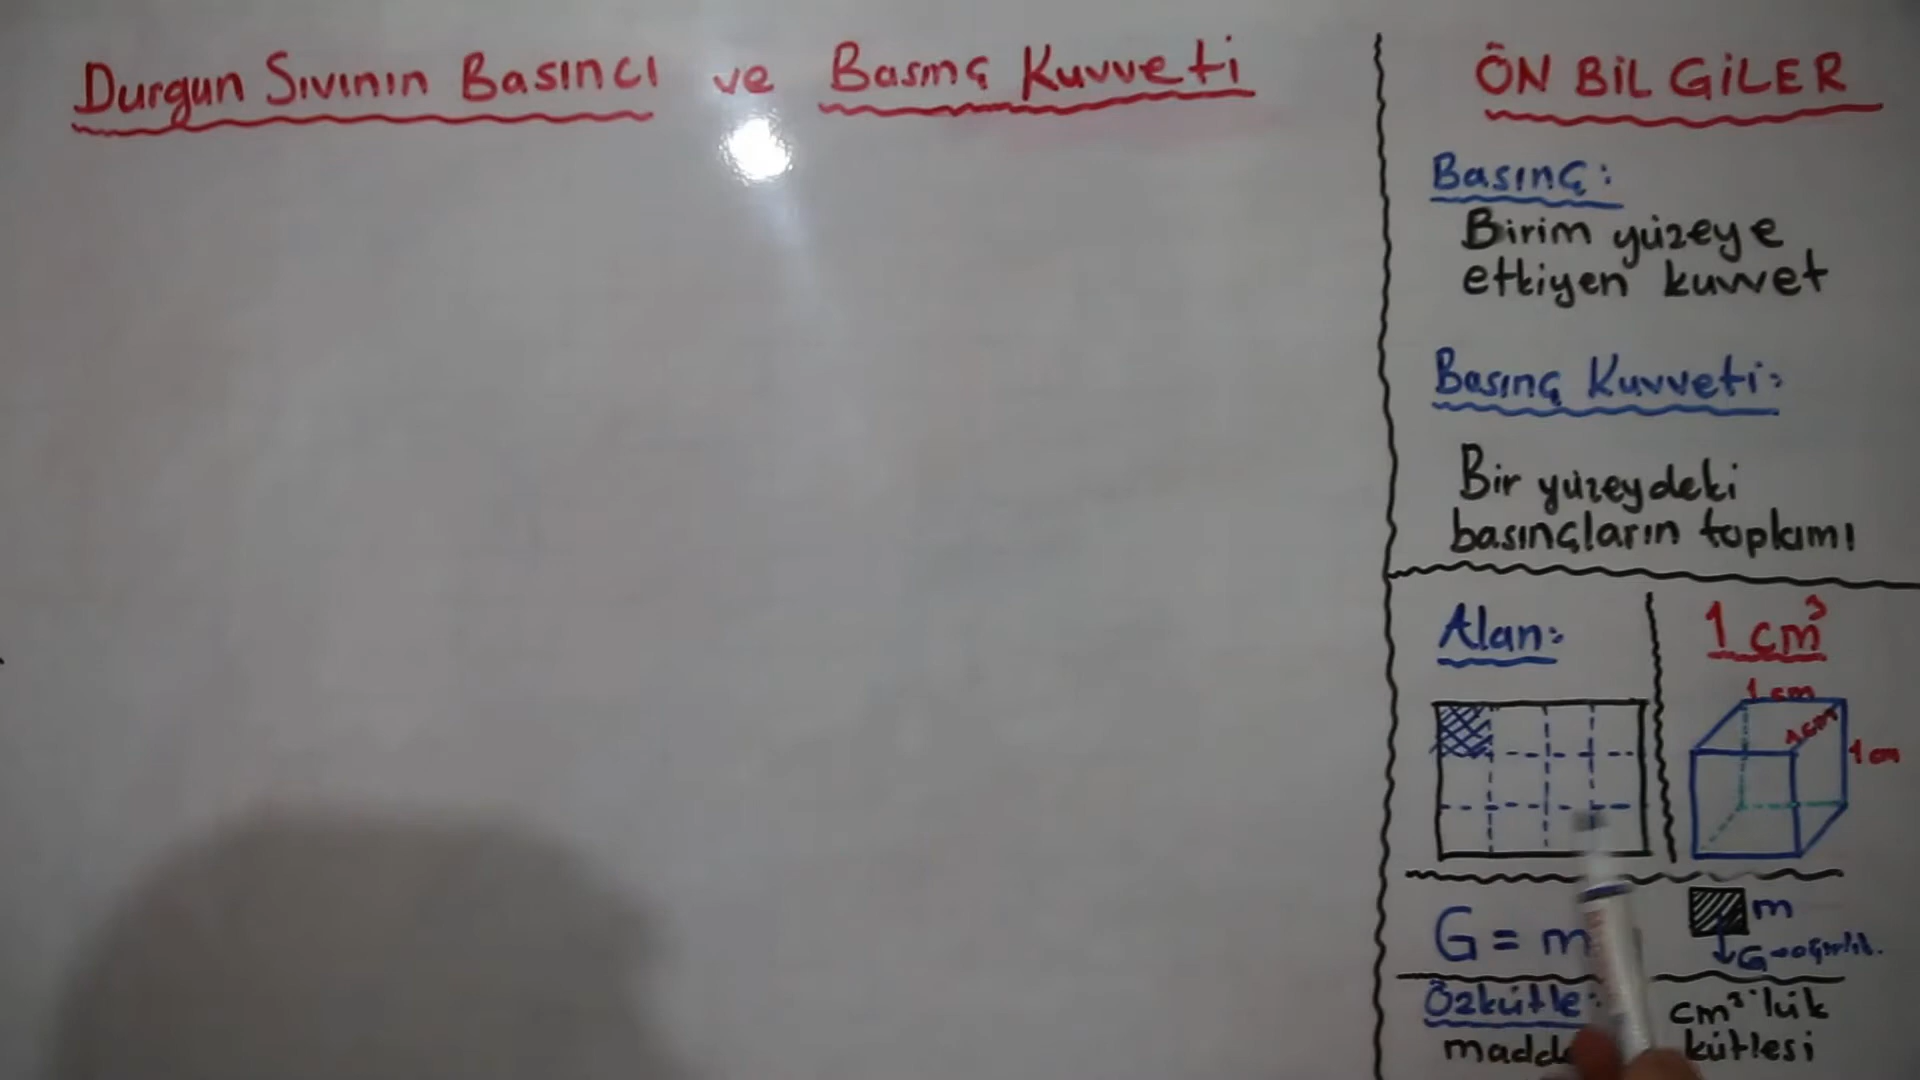 Durgun Sıvının Basıncı ve Basınç Kuvveti
ÖN BİLGİLER
Basınç:
Birim yüzeye
etkiyen kuvvet
Basınç Kuvveti:
Bir yüzeydeki
basınçların toplamı
Alan:
1 cm³
1 cm
1 cm
1 cm
G = m
m
G→ağırlık.
Özkütle: cm³'lük
kütlesi